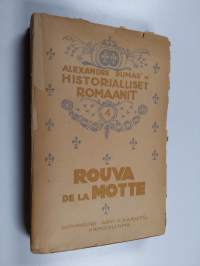 ALEXANDRE DUMAS'N
HISTORIALLISET
ROMAANIT
4
ROUVA
DE LA MOTTE